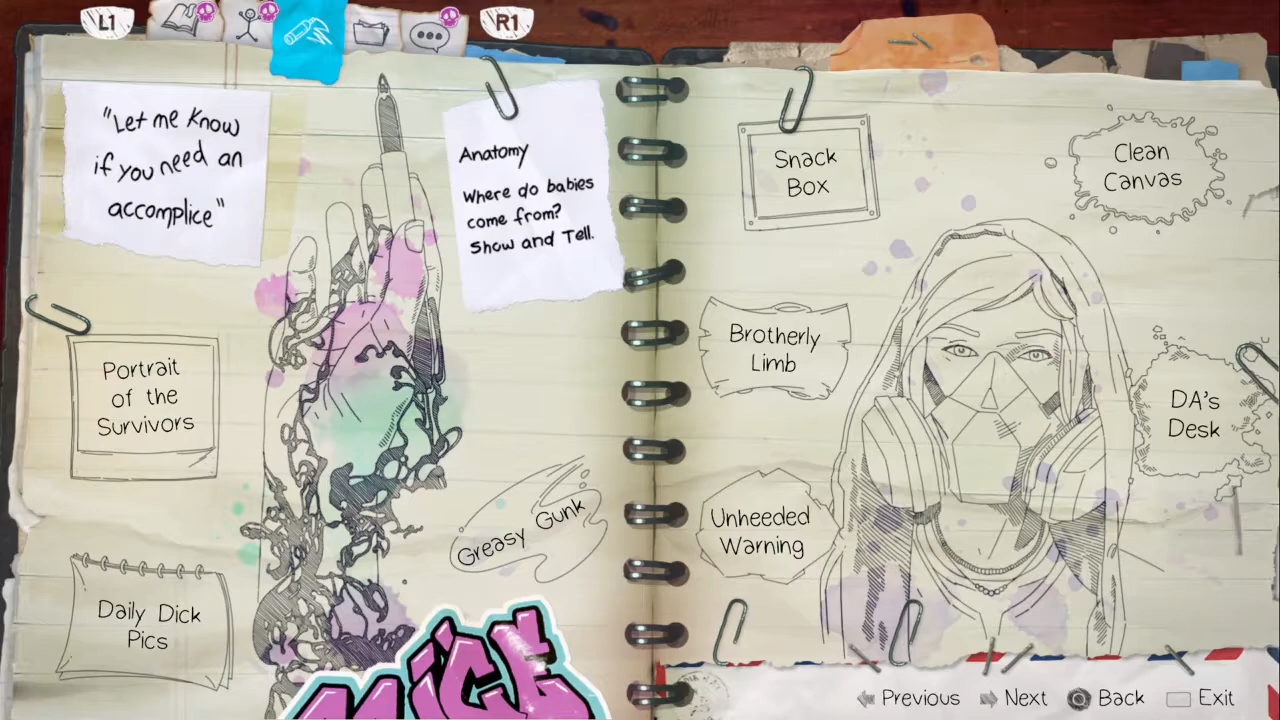 L1
R1
"Let me know
if you need an
accomplice"
Anatomy
Where do babies
come from?
Show and Tell.
Portrait
of the
Survivors
Greasy Gunk
Daily Dick
Pics
NICE
Snack
Box
Clean
Canvas
Brotherly
Limb
DA's
Desk
Unheeded
Warning
Previous
Next
Back
Exit